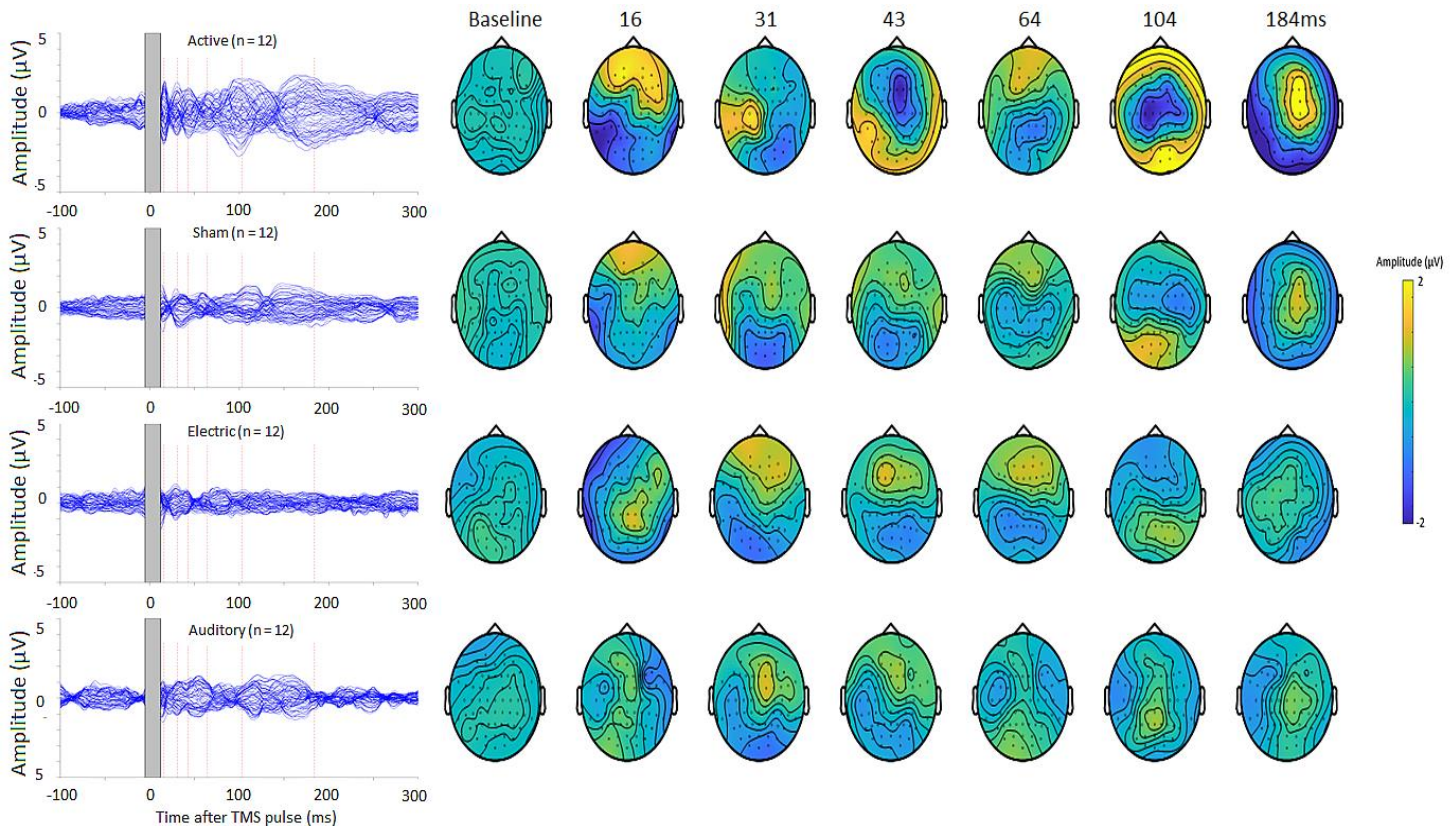 Baseline 16 31 43 64 104 184ms
Active (n = 12)
Amplitude (µV)
5
0
-5
-100 0 100 200 300
Sham (n = 12)
Amplitude (µV)
5
0
-5
-100 0 100 200 300
Electric (n = 12)
Amplitude (µV)
5
0
-5
-100 0 100 200 300
Auditory (n = 12)
Amplitude (µV)
5
0
5
-100 0 100 200 300
Time after TMS pulse (ms)
Amplitude (µV)
2
-2